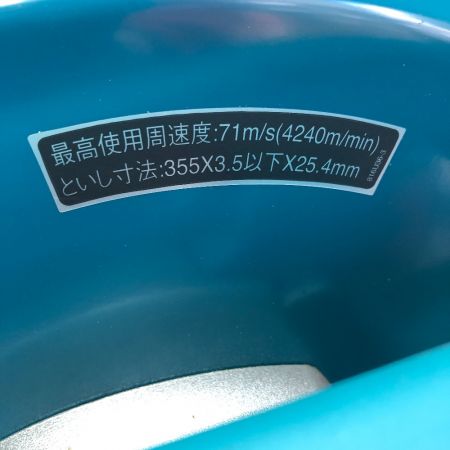 最高使用周速度:71m/s(4240m/min)
といし寸法:355X3.5以下X25.4mm